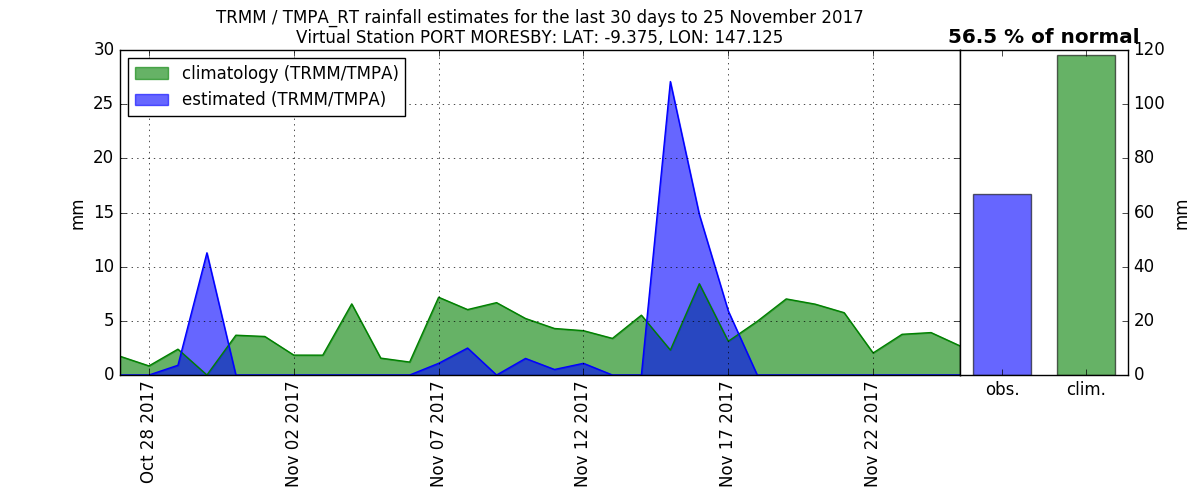 TRMM / TMPA_RT rainfall estimates for the last 30 days to 25 November 2017
Virtual Station PORT MORESBY: LAT: -9.375, LON: 147.125
56.5 % of normal
climatology (TRMM/TMPA)
estimated (TRMM/TMPA)
30
25
20
15
10
5
0
mm
Oct 28 2017
Nov 02 2017
Nov 07 2017
Nov 12 2017
Nov 17 2017
Nov 22 2017
120
100
80
60
40
20
0
mm
obs.
clim.